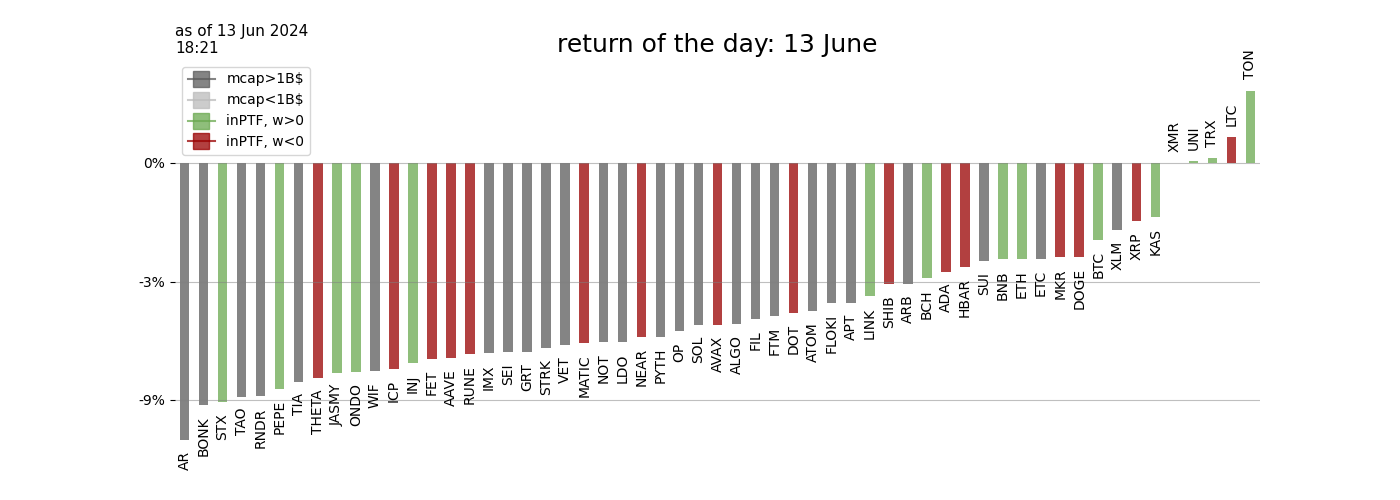 as of 13 Jun 2024
18:21
return of the day: 13 June
mcap>1B$
mcap<1B$
inPTF, w>0
inPTF, w<0
0%
-3%
-9%
AR
BONK
STX
TAO
RNDR
PEPE
TIA
THETA
JASMY
ONDO
WIF
ICP
INJ
FET
AAVE
RUNE
IMX
SEI
GRT
STRK
VET
MATIC
NOT
LDO
NEAR
PYTH
OP
SOL
AVAX
ALGO
FIL
FTM
DOT
ATOM
FLOKI
APT
LINK
SHIB
ARB
BCH
ADA
HBAR
SUI
BNB
ETH
ETC
MKR
DOGE
BTC
XLM
XRP
KAS
XMR
UNI
TRX
LTC
TON